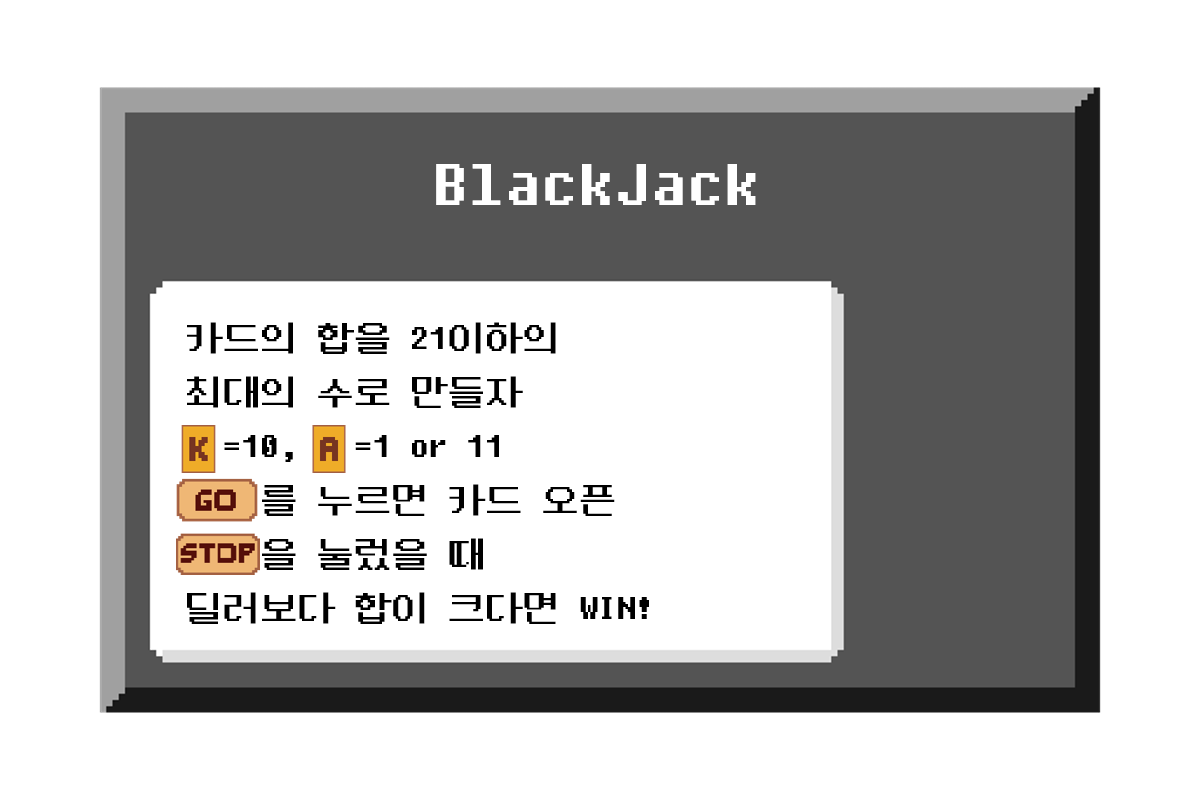 BlackJack
카드의 합을 21이하의
최대의 수로 만들자
K =10, A =1 or 11
GO를 누르면 카드 오픈
STOP을 눌렀을 때
딜러보다 합이 크다면 WIN!